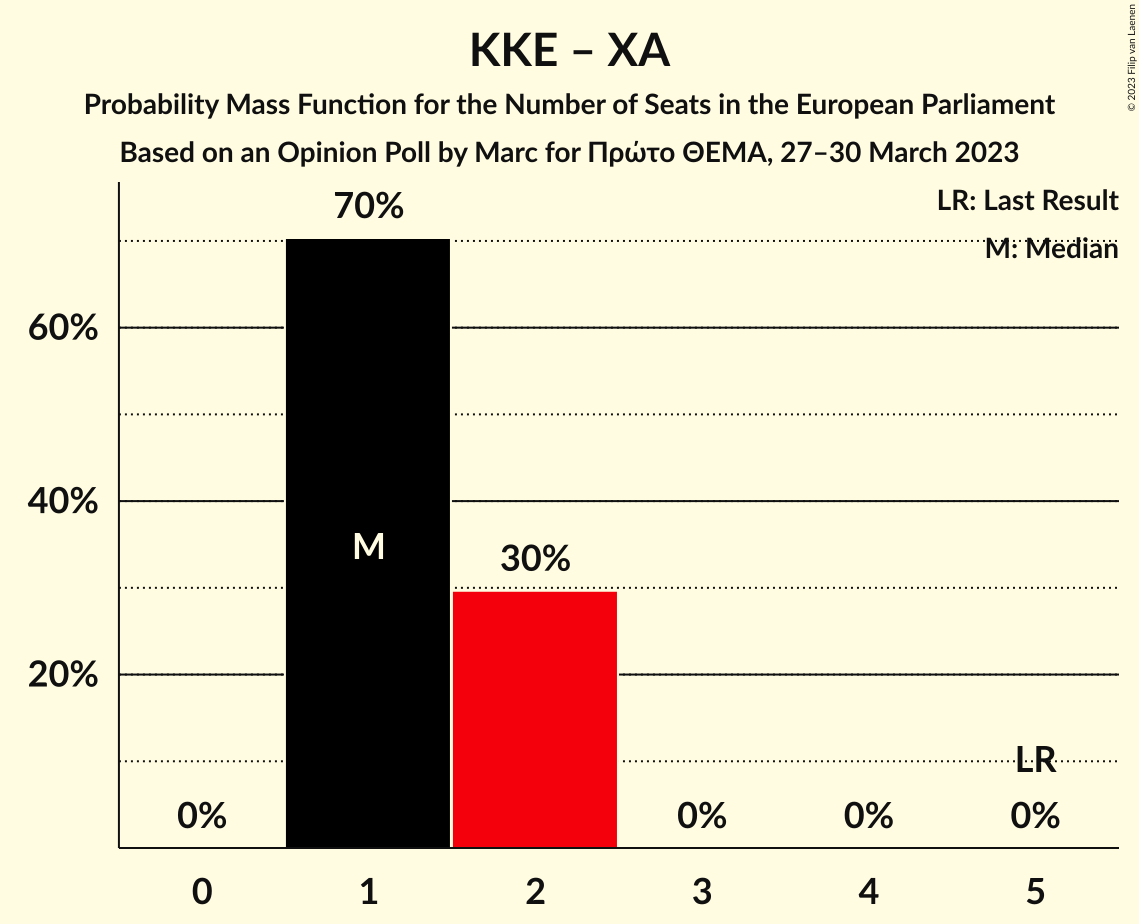 KKE – ΧΑ
Probability Mass Function for the Number of Seats in the European Parliament
Based on an Opinion Poll by Marc for Πρώτο ΘΕΜΑ, 27–30 March 2023
© 2023 Filip van Laenen
LR: Last Result
M: Median
70%
60%
40%
20%
M
30%
LR
0%
0%
0%
0%
0 1 2 3 4 5